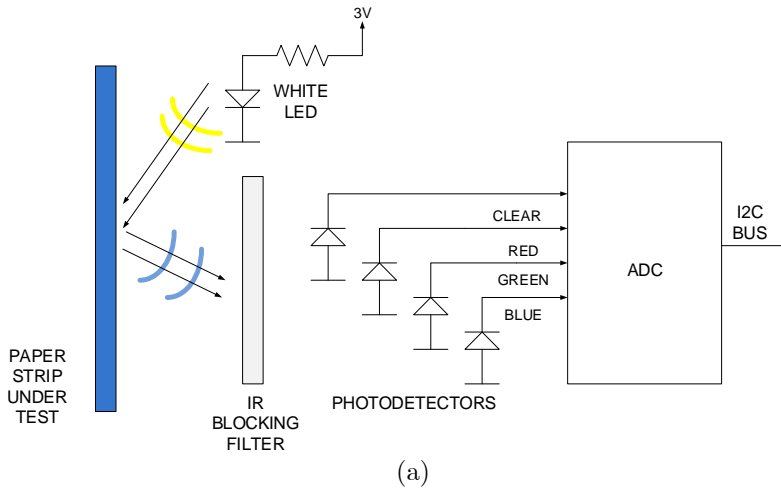 3V
WHITE
LED
CLEAR
RED
GREEN
BLUE
ADC
I2C
BUS
PAPER
STRIP
UNDER
TEST
IR
BLOCKING
FILTER
PHOTODETECTORS
(a)